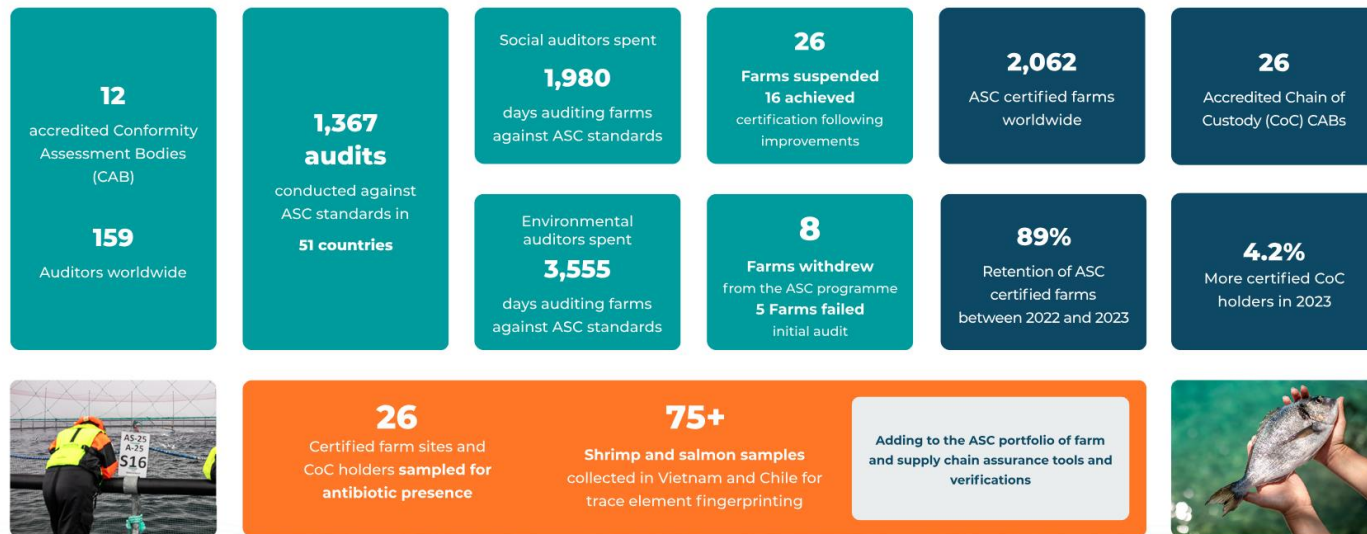 12
accredited Conformity
Assessment Bodies
(CAB)
159
Auditors worldwide
1,367
audits
conducted against
ASC standards in
51 countries
Social auditors spent
1,980
days auditing farms
against ASC standards
Environmental
auditors spent
3,555
days auditing farms
against ASC standards
26
Farms suspended
16 achieved
certification following
improvements
8
Farms withdrew
from the ASC programme
5 Farms failed
initial audit
2,062
ASC certified farms
worldwide
89%
Retention of ASC
certified farms
between 2022 and 2023
26
Accredited Chain of
Custody (CoC) CABs
4.2%
More certified CoC
holders in 2023
AS-25
A-25
S16
26
Certified farm sites and
CoC holders sampled for
antibiotic presence
75+
Shrimp and salmon samples
collected in Vietnam and Chile for
trace element fingerprinting
Adding to the ASC portfolio of farm
and supply chain assurance tools and
verifications